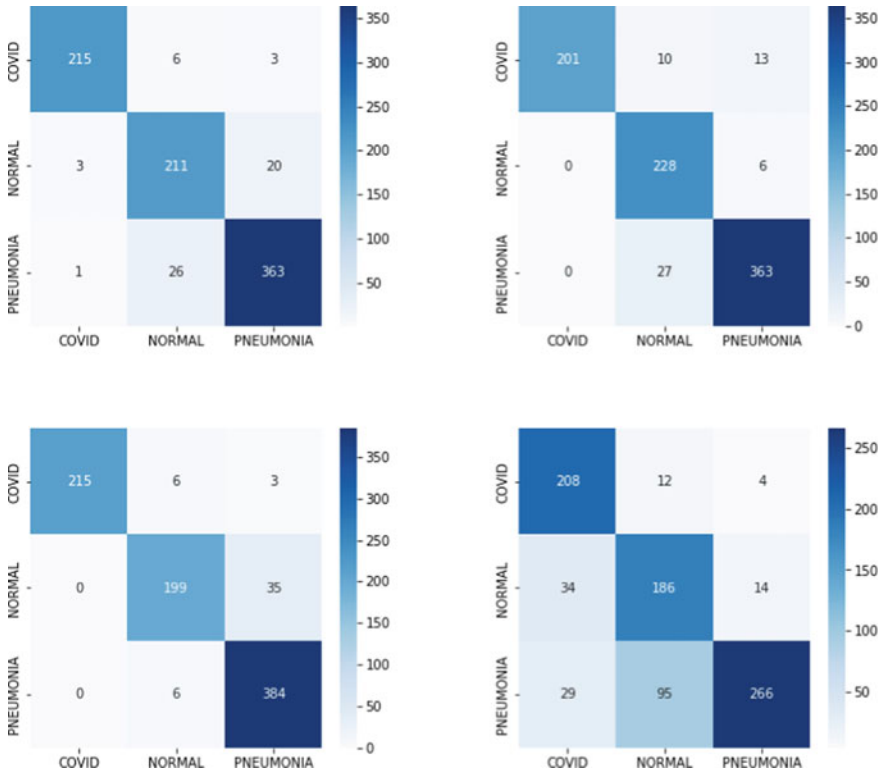 COVID 215 6 3
NORMAL 3 211 20
PNEUMONIA 1 26 363
COVID NORMAL PNEUMONIA
350
300
250
200
150
100
50
COVID 201 10 13
NORMAL 0 228 6
PNEUMONIA 0 27 363
COVID NORMAL PNEUMONIA
350
300
250
200
150
100
50
0
COVID 215 6 3
NORMAL 0 199 35
PNEUMONIA 0 6 384
COVID NORMAL PNEUMONIA
350
300
250
200
150
100
50
0
COVID 208 12 4
NORMAL 34 186 14
PNEUMONIA 29 95 266
COVID NORMAL PNEUMONIA
250
200
150
100
50